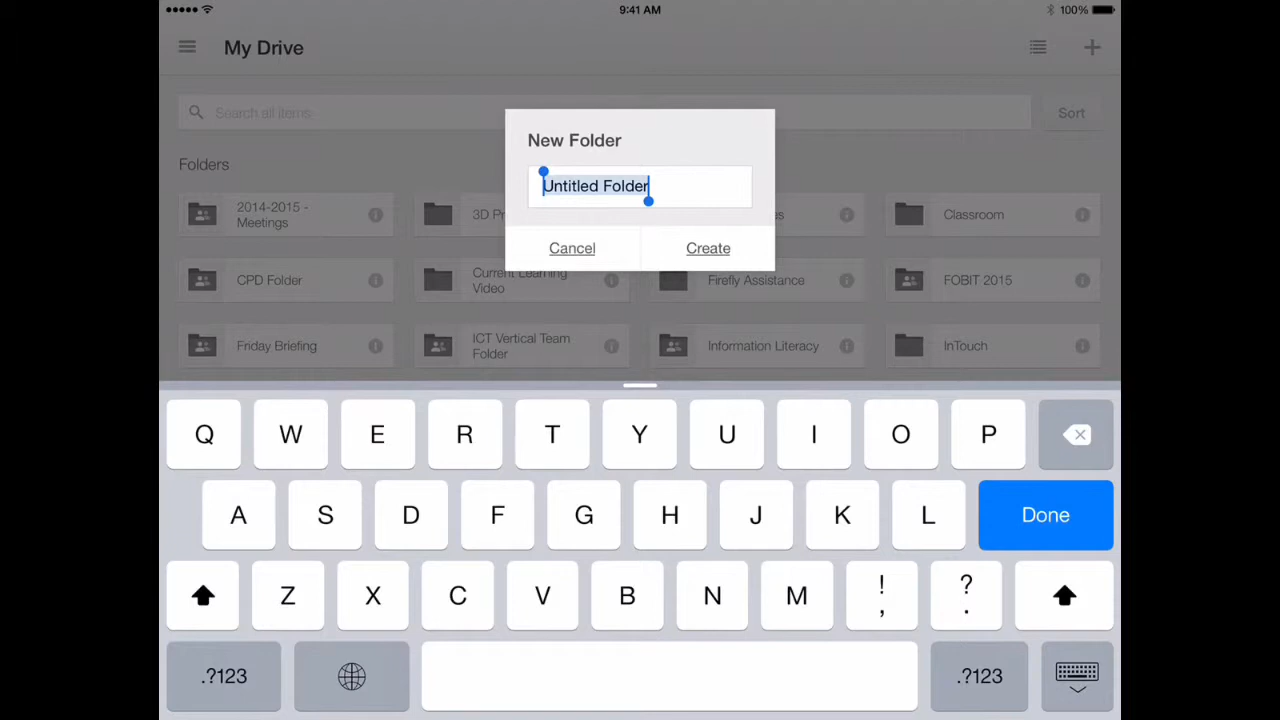 9:41 AM
100%
My Drive
Search all items
Sort
New Folder
Untitled Folder
Cancel
Create
Folders
2014-2015 -
Meetings
3D Pr
Classroom
CPD Folder
Current Learning
Video
Firefly Assistance
FOBIT 2015
Friday Briefing
ICT Vertical Team
Folder
Information Literacy
InTouch
Q W E R T Y U I O P
A S D F G H J K L Done
Z X C V B N M ! , ? .
.?123 .?123